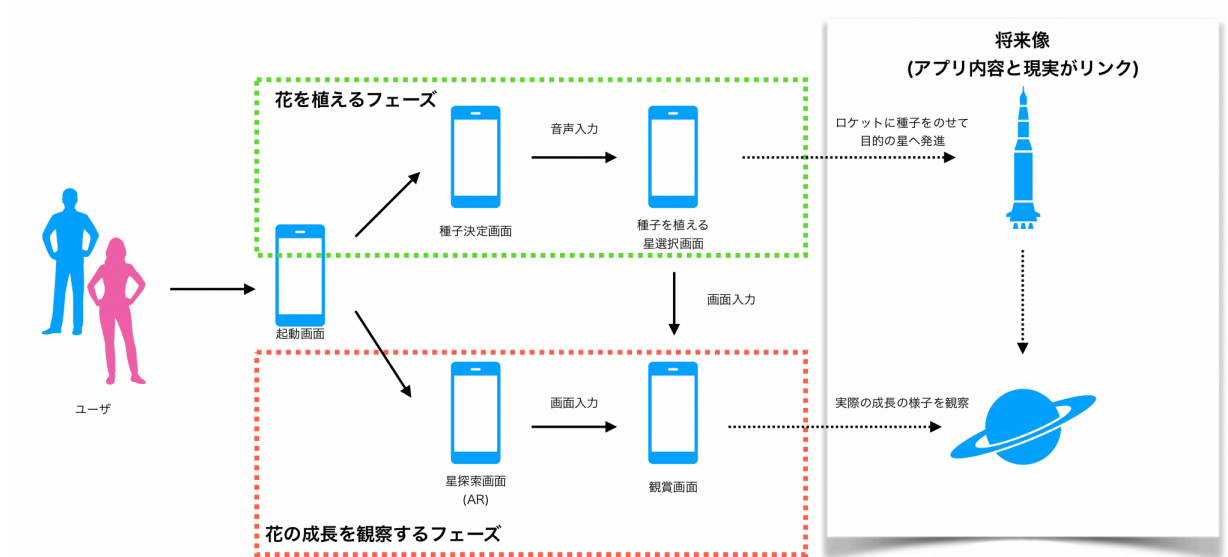 将来像
(アプリ内容と現実がリンク)
花を植えるフェーズ
音声入力
ロケットに種子をのせて
目的の星へ発進
種子決定画面
種子を植える
星選択画面
画面入力
起動画面
ユーザ
画面入力
実際の成長の様子を観察
星探索画面
(AR)
観賞画面
花の成長を観察するフェーズ